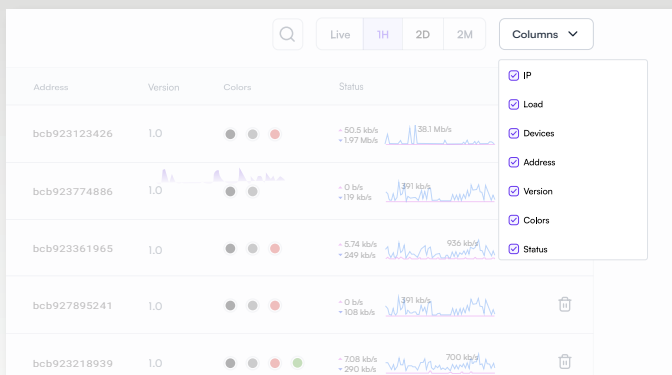 Live 1H 2D 2M Columns
Address Version Colors Status
IP
Load
Devices
Address
Version
Colors
Status
bcb923123426 1.0 50.5 kb/s 38.1 Mb/s
1.97 Mb/s
bcb923774886 1.0 0 b/s 391 kb/s
119 kb/s
bcb923361965 1.0 5.74 kb/s 936 kb/s
249 kb/s
bcb927895241 1.0 0 b/s 391 kb/s
108 kb/s
bcb923218939 1.0 7.08 kb/s 700 kb/s
290 kb/s